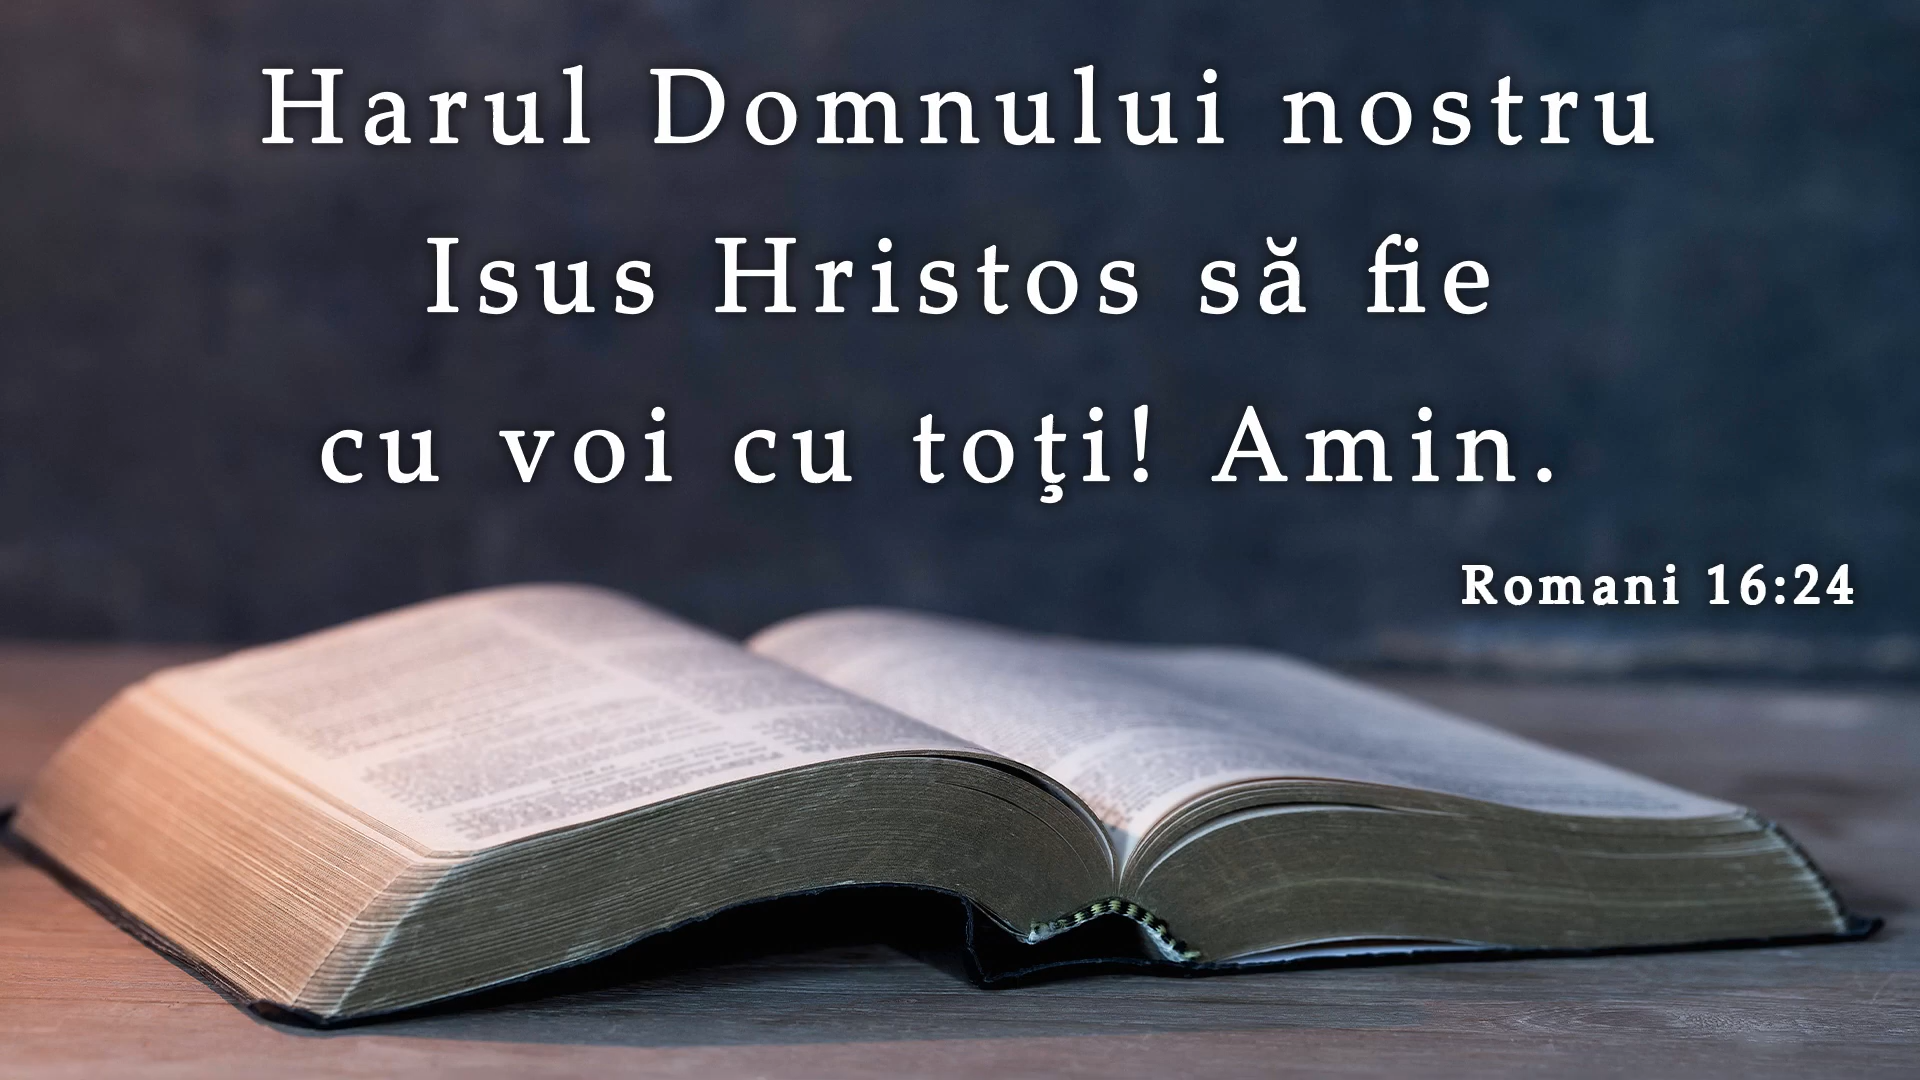 Harul Domnului nostru
Isus Hristos să fie
cu voi cu toţi! Amin.
Romani 16:24